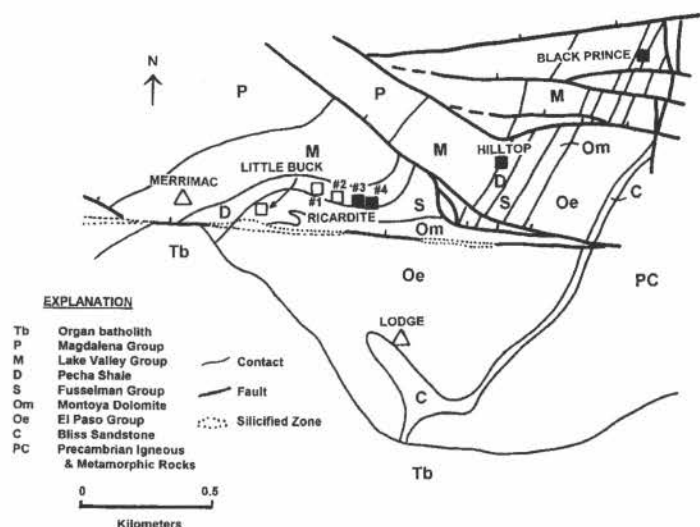 BLACK PRINCE
N
P
P
M
M
M
HILLTOP
Om
LITTLE BUCK
MERRIMAC
#1
#2
#3
#4
D
S
D
S
Oe
C
RICARDITE
Om
Tb
Oe
PC
LODGE
C
Tb
EXPLANATION
Tb Organ batholith
P Magdalena Group
M Lake Valley Group
D Pecha Shale
S Fusselman Group
Om Montoya Dolomite
Oe El Paso Group
C Bliss Sandstone
PC Precambrian Igneous
& Metamorphic Rocks
Contact
Fault
Silicified Zone
0 0.5
Kilometers